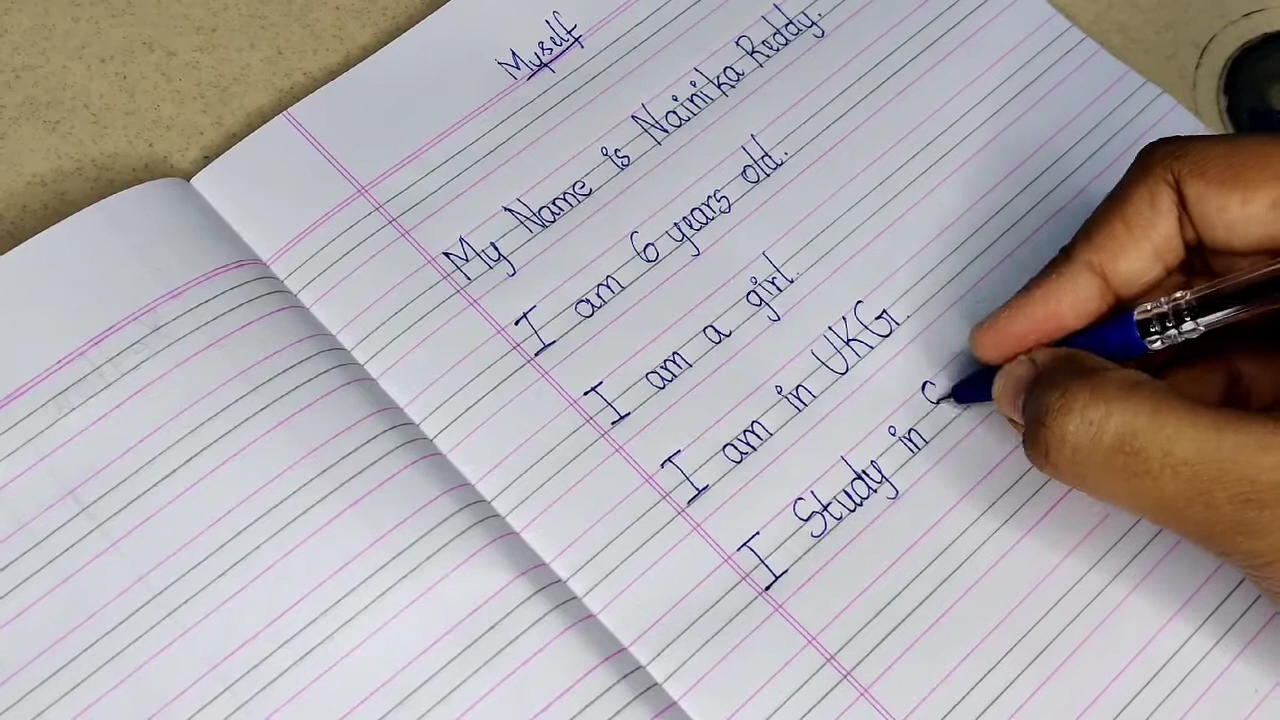 Myself
My Name is Nainika Reddy.
I am 6 years old.
I am a girl.
I am in UKG.
I Study in